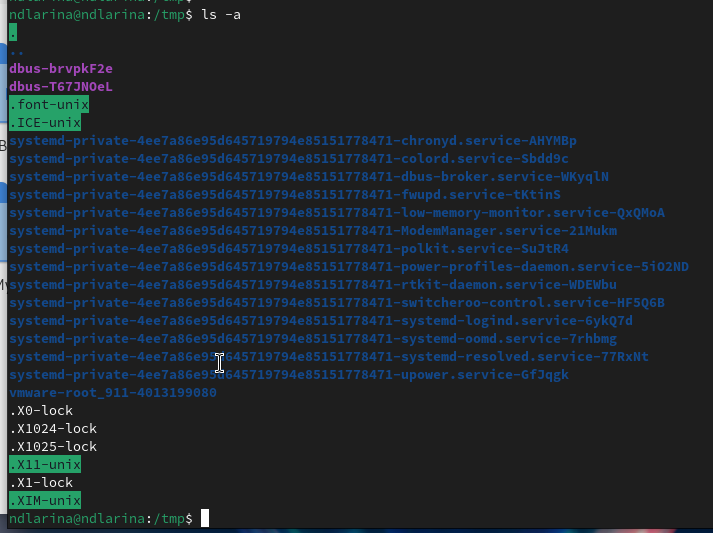 ndlarina@ndlarina:/tmp$ ls -a
.
..
dbus-brvpkF2e
dbus-T67JNOeL
.font-unix
.ICE-unix
systemd-private-4ee7a86e95d645719794e85151778471-chronyd.service-AHYMBp
systemd-private-4ee7a86e95d645719794e85151778471-colord.service-Sbdd9c
systemd-private-4ee7a86e95d645719794e85151778471-dbus-broker.service-WKyqlN
systemd-private-4ee7a86e95d645719794e85151778471-fwupd.service-tKtinS
systemd-private-4ee7a86e95d645719794e85151778471-low-memory-monitor.service-QxQMoA
systemd-private-4ee7a86e95d645719794e85151778471-ModemManager.service-21Mukm
systemd-private-4ee7a86e95d645719794e85151778471-polkit.service-SuJtR4
systemd-private-4ee7a86e95d645719794e85151778471-power-profiles-daemon.service-5iO2ND
systemd-private-4ee7a86e95d645719794e85151778471-rtkit-daemon.service-WDEWbu
systemd-private-4ee7a86e95d645719794e85151778471-switcheroo-control.service-HF5Q6B
systemd-private-4ee7a86e95d645719794e85151778471-systemd-logind.service-6ykQ7d
systemd-private-4ee7a86e95d645719794e85151778471-systemd-oomd.service-7rhbmg
systemd-private-4ee7a86e95d645719794e85151778471-systemd-resolved.service-77RxNt
systemd-private-4ee7a86e95d645719794e85151778471-upower.service-GfJqgk
vmware-root_911-4013199080
.X0-lock
.X1024-lock
.X1025-lock
.X11-unix
.X1-lock
.XIM-unix
ndlarina@ndlarina:/tmp$